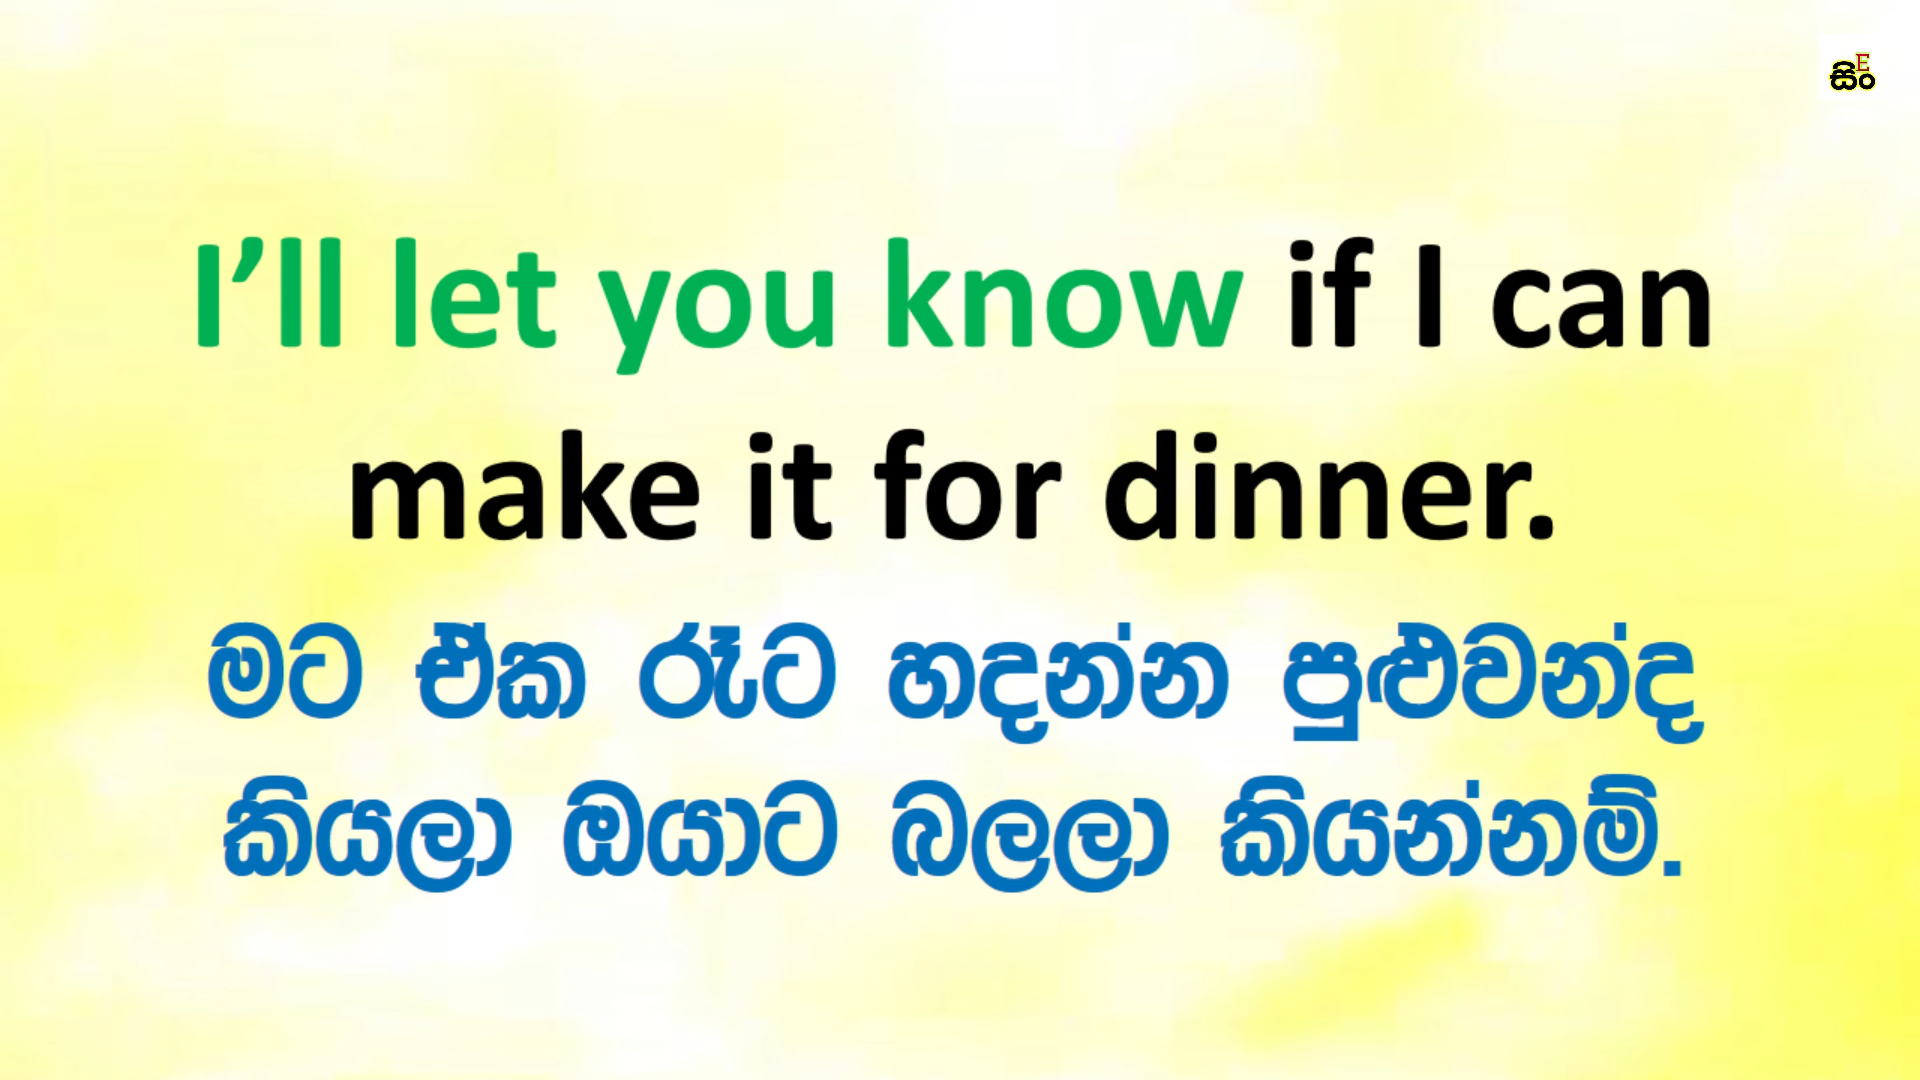 සිංE
I’ll let you know if I can
make it for dinner.
මට ඒක රෑට හදන්න පුළුවන්ද
කියලා ඔයාට බලලා කියන්නම්.